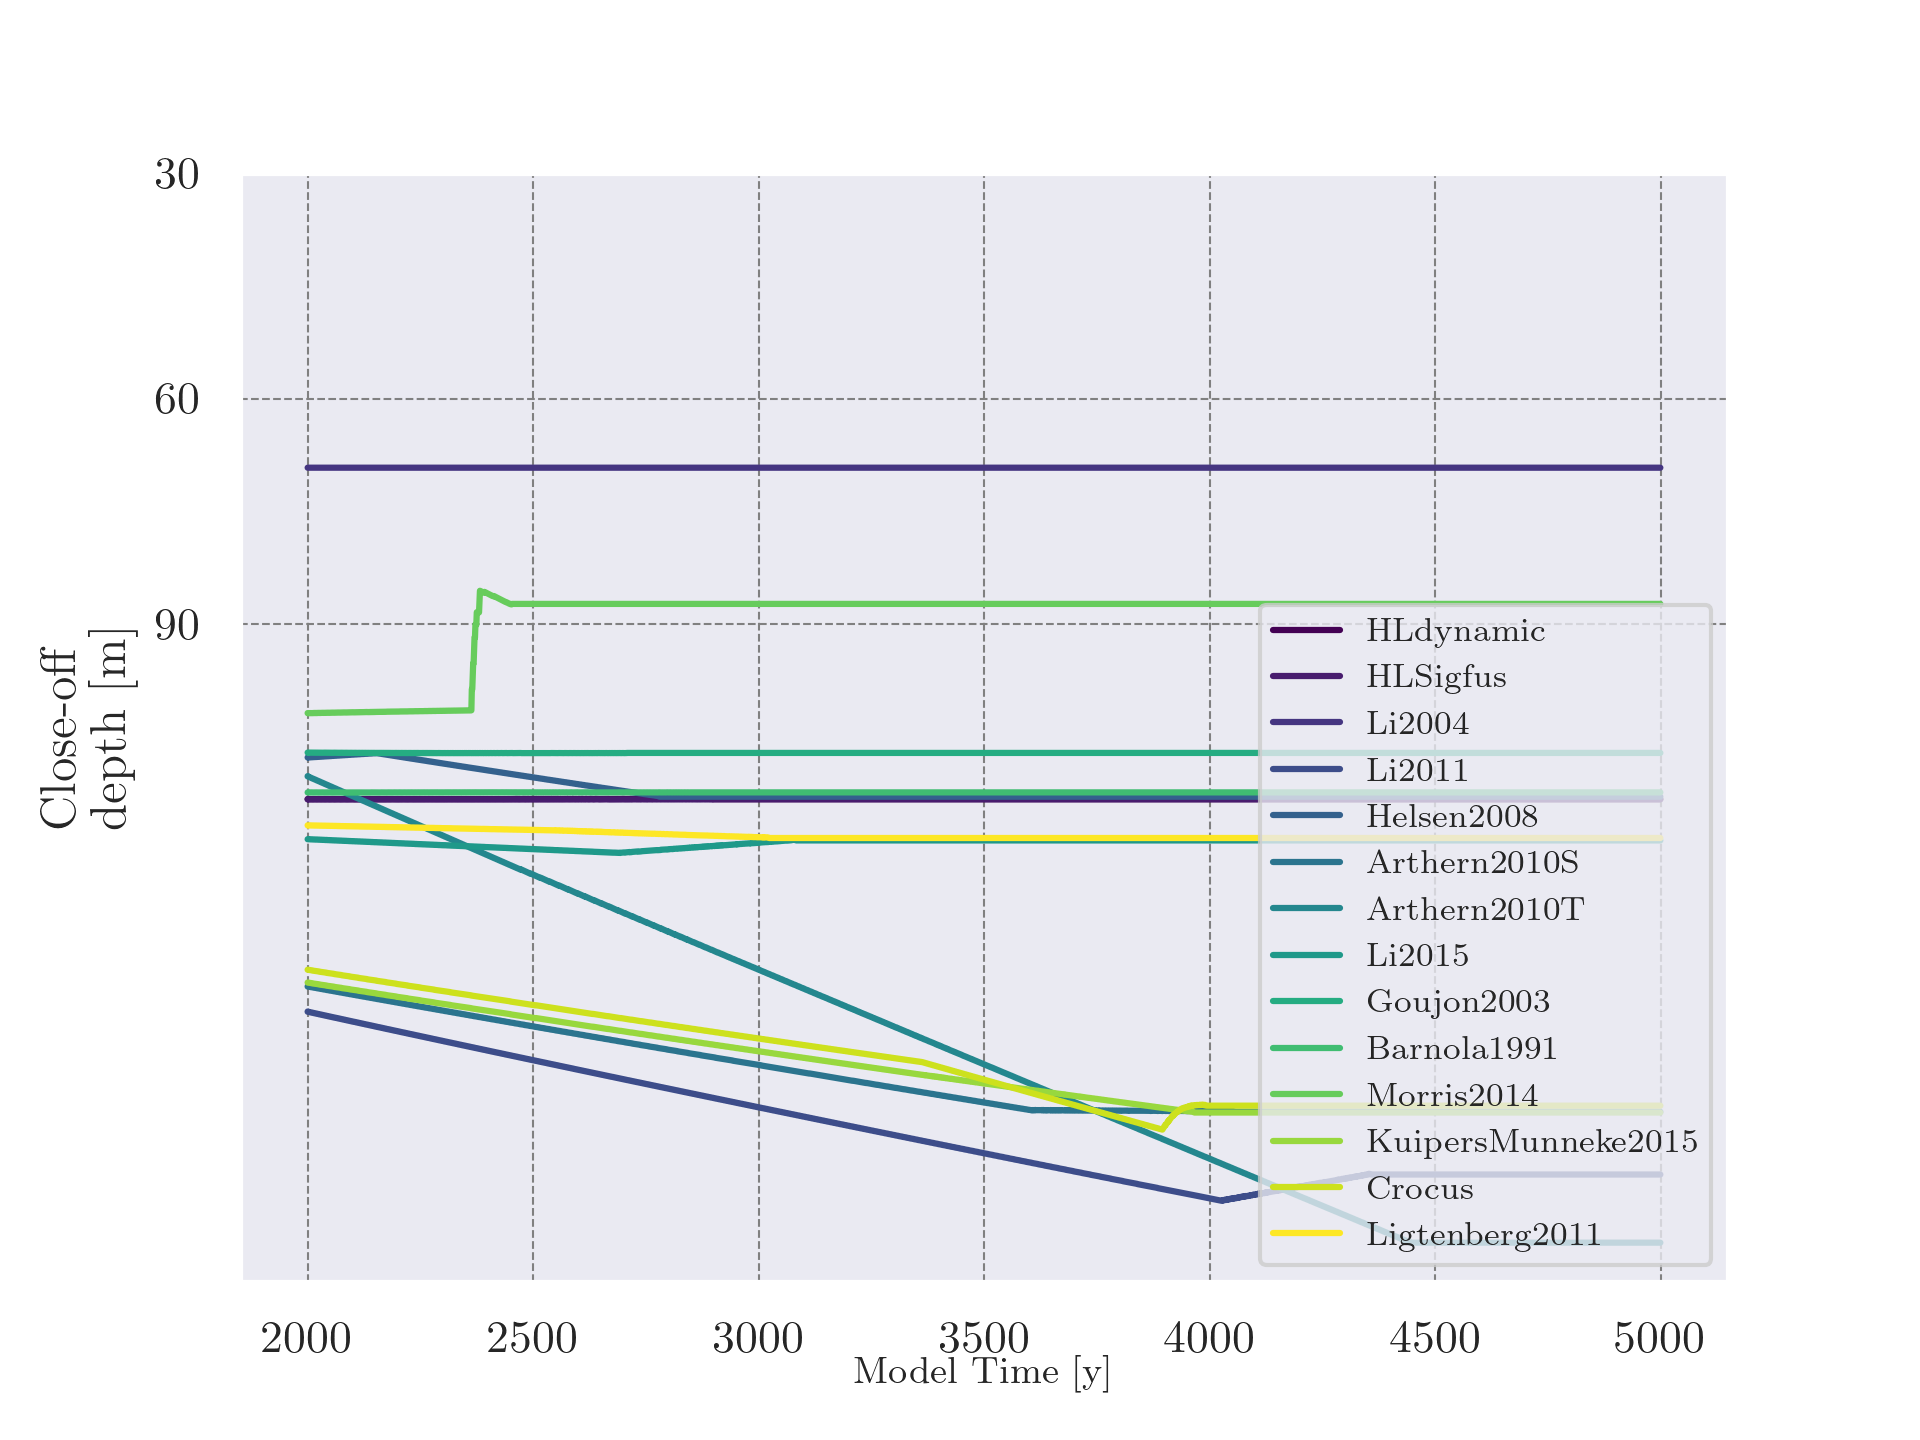 30
60
90
Close-off
depth [m]
HLdynamic
HLSigfus
Li2004
Li2011
Helsen2008
Arthern2010S
Arthern2010T
Li2015
Goujon2003
Barnola1991
Morris2014
KuipersMunneke2015
Crocus
Ligtenberg2011
2000 2500 3000 3500 4000 4500 5000
Model Time [y]